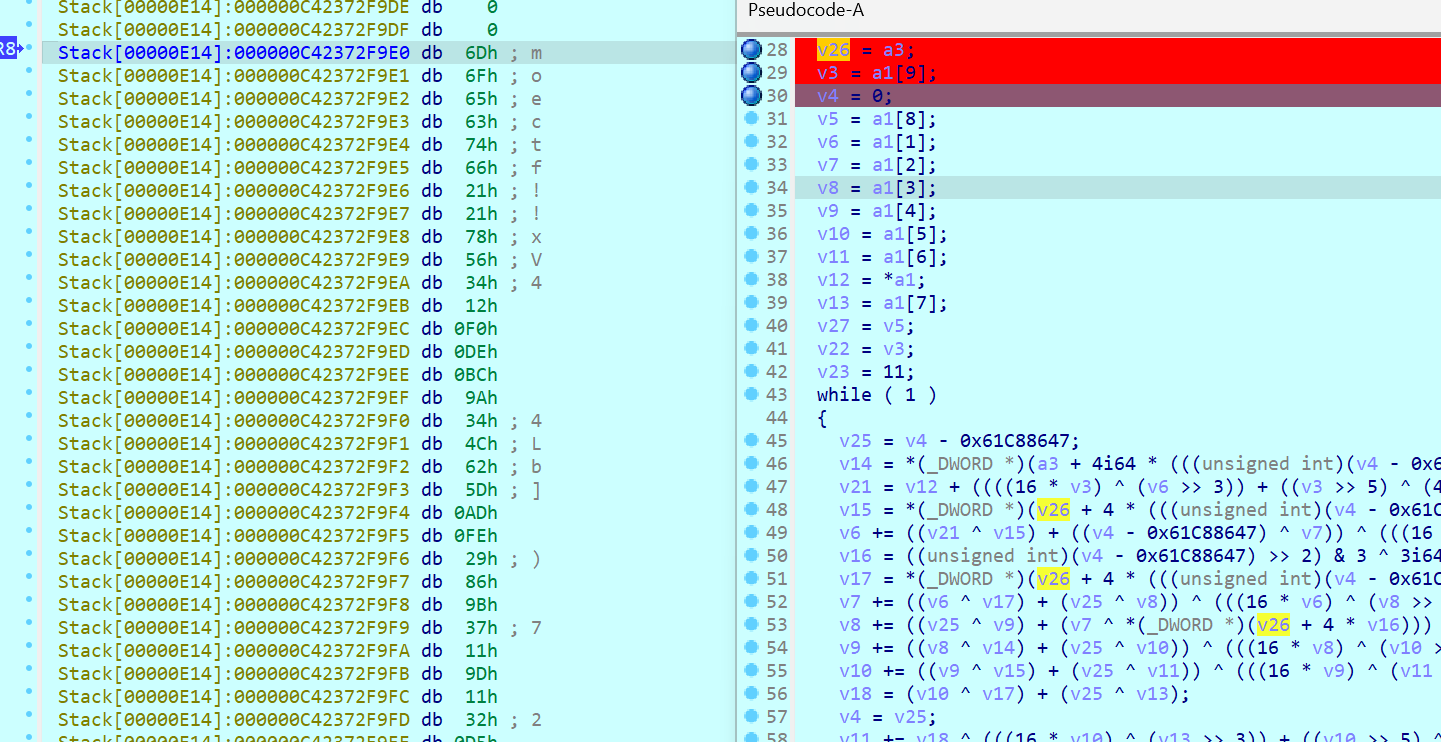 Stack[00000E14]:000000C42372F9DE db 0
Stack[00000E14]:000000C42372F9DF db 0
R8
Stack[00000E14]:000000C42372F9E0 db 6Dh ; m
Stack[00000E14]:000000C42372F9E1 db 6Fh ; o
Stack[00000E14]:000000C42372F9E2 db 65h ; e
Stack[00000E14]:000000C42372F9E3 db 63h ; c
Stack[00000E14]:000000C42372F9E4 db 74h ; t
Stack[00000E14]:000000C42372F9E5 db 66h ; f
Stack[00000E14]:000000C42372F9E6 db 21h ; !
Stack[00000E14]:000000C42372F9E7 db 21h ; !
Stack[00000E14]:000000C42372F9E8 db 78h ; x
Stack[00000E14]:000000C42372F9E9 db 56h ; V
Stack[00000E14]:000000C42372F9EA db 34h ; 4
Stack[00000E14]:000000C42372F9EB db 12h
Stack[00000E14]:000000C42372F9EC db 0F0h
Stack[00000E14]:000000C42372F9ED db 0DEh
Stack[00000E14]:000000C42372F9EE db 0BCh
Stack[00000E14]:000000C42372F9EF db 9Ah
Stack[00000E14]:000000C42372F9F0 db 34h ; 4
Stack[00000E14]:000000C42372F9F1 db 4Ch ; L
Stack[00000E14]:000000C42372F9F2 db 62h ; b
Stack[00000E14]:000000C42372F9F3 db 5Dh ; ]
Stack[00000E14]:000000C42372F9F4 db 0ADh
Stack[00000E14]:000000C42372F9F5 db 0FEh
Stack[00000E14]:000000C42372F9F6 db 29h ; )
Stack[00000E14]:000000C42372F9F7 db 86h
Stack[00000E14]:000000C42372F9F8 db 9Bh
Stack[00000E14]:000000C42372F9F9 db 37h ; 7
Stack[00000E14]:000000C42372F9FA db 11h
Stack[00000E14]:000000C42372F9FB db 9Dh
Stack[00000E14]:000000C42372F9FC db 11h
Stack[00000E14]:000000C42372F9FD db 32h ; 2
Pseudocode-A
28 v26 = a3;
29 v3 = a1[9];
30 v4 = 0;
31 v5 = a1[8];
32 v6 = a1[1];
33 v7 = a1[2];
34 v8 = a1[3];
35 v9 = a1[4];
36 v10 = a1[5];
37 v11 = a1[6];
38 v12 = *a1;
39 v13 = a1[7];
40 v27 = v5;
41 v22 = v3;
42 v23 = 11;
43 while ( 1 )
44 {
45 v25 = v4 - 0x61C88647;
46 v14 = *(_DWORD *)(a3 + 4i64 * (((unsigned int)(v4 - 0x6
47 v21 = v12 + ((((16 * v3) ^ (v6 >> 3)) + ((v3 >> 5) ^ (4
48 v15 = *(_DWORD *)(v26 + 4 * (((unsigned int)(v4 - 0x61C
49 v6 += ((v21 ^ v15) + ((v4 - 0x61C88647) ^ v7)) ^ (((16
50 v16 = ((unsigned int)(v4 - 0x61C88647) >> 2) & 3 ^ 3i64
51 v17 = *(_DWORD *)(v26 + 4 * (((unsigned int)(v4 - 0x61C
52 v7 += ((v6 ^ v17) + (v25 ^ v8)) ^ (((16 * v6) ^ (v8 >>
53 v8 += ((v25 ^ v9) + (v7 ^ *(_DWORD *)(v26 + 4 * v16)))
54 v9 += ((v8 ^ v14) + (v25 ^ v10)) ^ (((16 * v8) ^ (v10 >
55 v10 += ((v9 ^ v15) + (v25 ^ v11)) ^ (((16 * v9) ^ (v11
56 v18 = (v10 ^ v17) + (v25 ^ v13);
57 v4 = v25;
58 v11 += v18 ^ (((16 * v10) ^ (v13 >> 3)) + ((v10 >> 5) ^